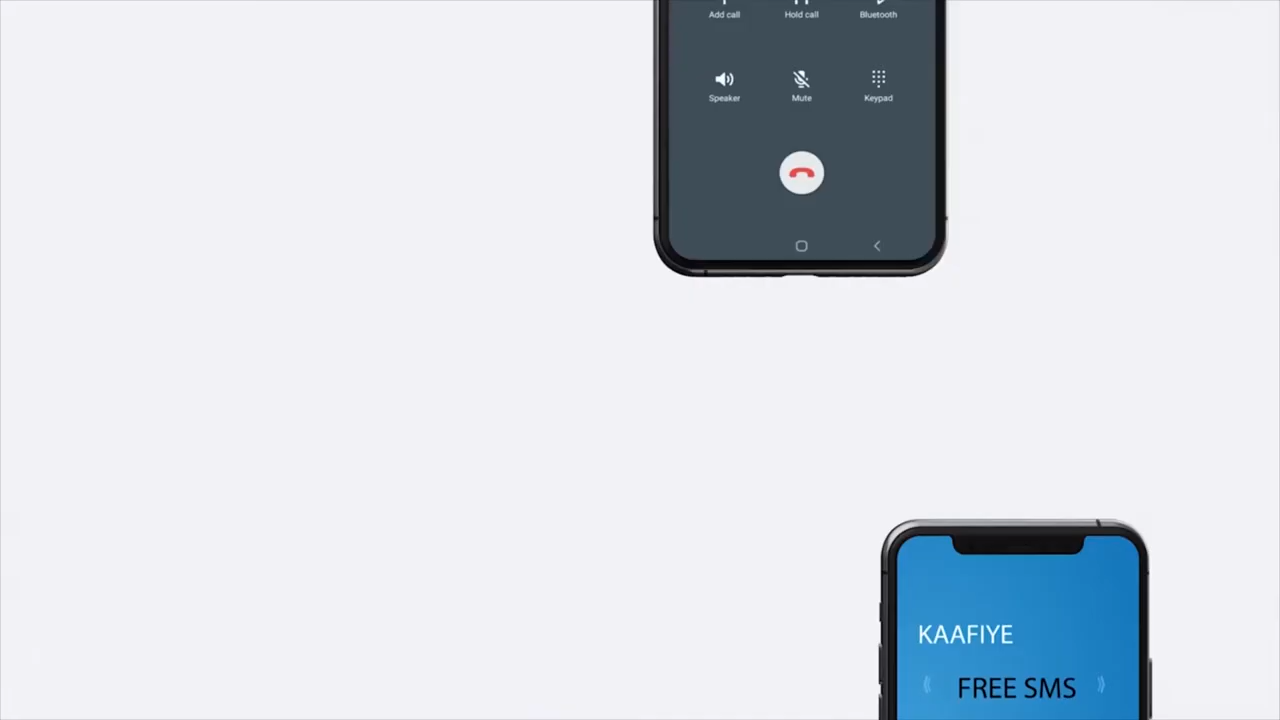 Add call Hold call Bluetooth
Speaker Mute Keypad
KAAFIYE
FREE SMS